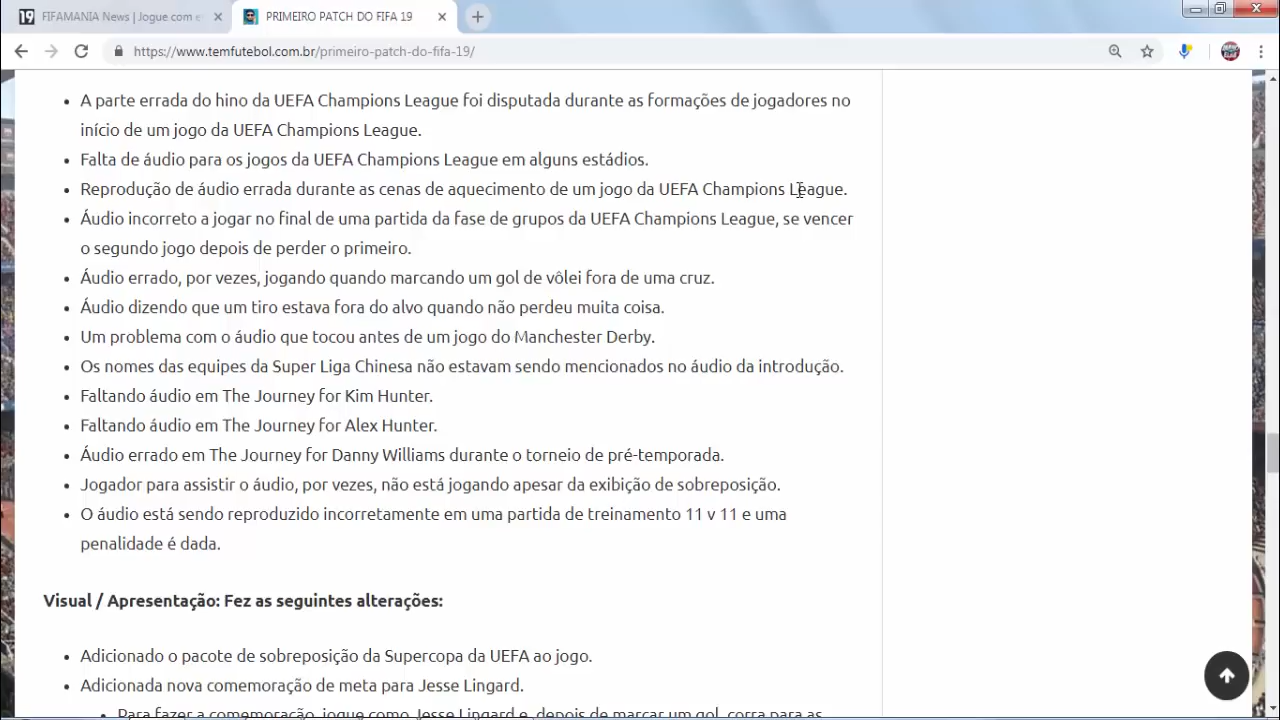 19 FIFAMANIA News | Jogue com e
PRIMEIRO PATCH DO FIFA 19
https://www.temfutebol.com.br/primeiro-patch-do-fifa-19/
A parte errada do hino da UEFA Champions League foi disputada durante as formações de jogadores no
início de um jogo da UEFA Champions League.
Falta de áudio para os jogos da UEFA Champions League em alguns estádios.
Reprodução de áudio errada durante as cenas de aquecimento de um jogo da UEFA Champions League.
Áudio incorreto a jogar no final de uma partida da fase de grupos da UEFA Champions League, se vencer
o segundo jogo depois de perder o primeiro.
Áudio errado, por vezes, jogando quando marcando um gol de vôlei fora de uma cruz.
Áudio dizendo que um tiro estava fora do alvo quando não perdeu muita coisa.
Um problema com o áudio que tocou antes de um jogo do Manchester Derby.
Os nomes das equipes da Super Liga Chinesa não estavam sendo mencionados no áudio da introdução.
Faltando áudio em The Journey for Kim Hunter.
Faltando áudio em The Journey for Alex Hunter.
Áudio errado em The Journey for Danny Williams durante o torneio de pré-temporada.
Jogador para assistir o áudio, por vezes, não está jogando apesar da exibição de sobreposição.
O áudio está sendo reproduzido incorretamente em uma partida de treinamento 11 v 11 e uma
penalidade é dada.
Visual / Apresentação: Fez as seguintes alterações:
Adicionado o pacote de sobreposição da Supercopa da UEFA ao jogo.
Adicionada nova comemoração de meta para Jesse Lingard.
Para fazer a comemoração, jogue como Jesse Lingard e, depois de marcar um gol, corra para as